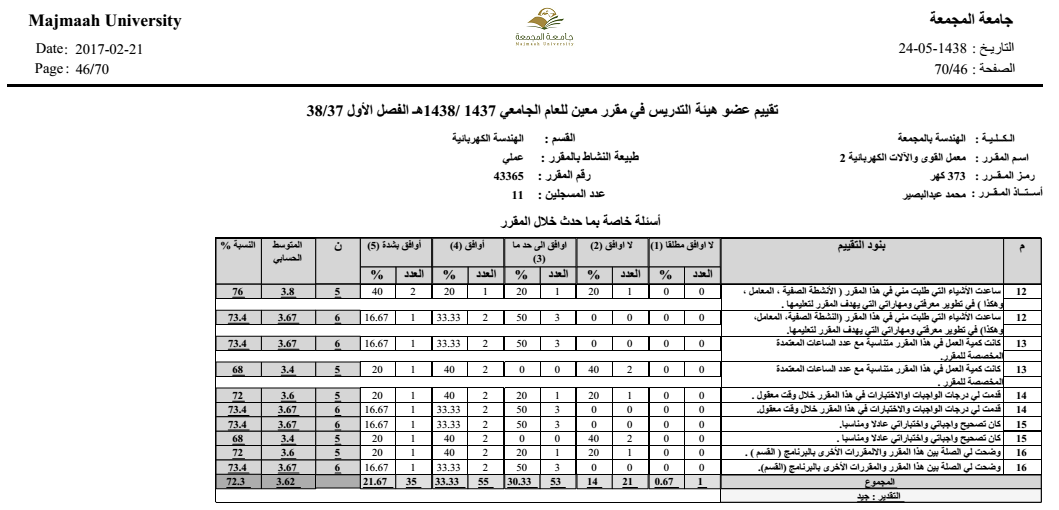 Majmaah University
جامعة المجمعة
جامعة المجمعة
Majmaah University
Date: 2017-02-21
التاريخ : 24-05-1438
Page: 46/70
الصفحة : 70/46
تقييم عضو هيئة التدريس في مقرر معين للعام الجامعي 1437 /1438هـ الفصل الأول 38/37
الكلية : الهندسة بالمجمعة القسم : الهندسة الكهربائية
اسم المقرر : معمل القوى والآلات الكهربائية 2 طبيعة النشاط بالمقرر : عملي
رمز المقرر : 373 كهر رقم المقرر : 43365
أستاذ المقرر : محمد عبدالبصير عدد المسجلين : 11
أسئلة خاصة بما حدث خلال المقرر
م بنود التقييم لا اوافق مطلقا (1) لا اوافق (2) اوافق الى حد ما (3) أوافق (4) أوافق بشدة (5) ن المتوسط الحسابي النسبة %
العدد % العدد % العدد % العدد % العدد %
12 ساعدت الأشياء التي طلبت مني في هذا المقرر ( الأنشطة الصفية ، المعامل ، 0 0 1 20 1 20 1 20 2 40 5 3.8 76
وهكذا ) في تطوير معرفتي ومهاراتي التي يهدف المقرر لتعليمها .
12 ساعدت الأشياء التي طلبت مني في هذا المقرر (النشطة الصفية، المعامل، 0 0 0 0 3 50 2 33.33 1 16.67 6 3.67 73.4
وهكذا) في تطوير معرفتي ومهاراتي التي يهدف المقرر لتعليمها.
13 كانت كمية العمل في هذا المقرر متناسبة مع عدد الساعات المعتمدة 0 0 0 0 3 50 2 33.33 1 16.67 6 3.67 73.4
المخصصة للمقرر.
13 كانت كمية العمل في هذا المقرر متناسبة مع عدد الساعات المعتمدة 0 0 2 40 0 0 2 40 1 20 5 3.4 68
المخصصة للمقرر .
14 قدمت لي درجات الواجبات اوالاختبارات في هذا المقرر خلال وقت معقول . 0 0 1 20 1 20 2 40 1 20 5 3.6 72
14 قدمت لي درجات الواجبات والاختبارات في هذا المقرر خلال وقت معقول. 0 0 0 0 3 50 2 33.33 1 16.67 6 3.67 73.4
15 كان تصحيح واجباتي واختباراتي عادلا ومناسبا. 0 0 0 0 3 50 2 33.33 1 16.67 6 3.67 73.4
15 كان تصحيح واجباتي واختباراتي عادلا ومناسبا . 0 0 2 40 0 0 2 40 1 20 5 3.4 68
16 وضحت لي الصلة بين هذا المقرر والامقررات الأخرى بالبرنامج ( القسم ) . 0 0 1 20 1 20 2 40 1 20 5 3.6 72
16 وضحت لي الصلة بين هذا المقرر والمقررات الأخرى بالبرنامج (القسم). 0 0 0 0 3 50 2 33.33 1 16.67 6 3.67 73.4
المجموع 1 0.67 21 14 53 30.33 55 33.33 35 21.67 3.62 72.3
التقدير : جيد